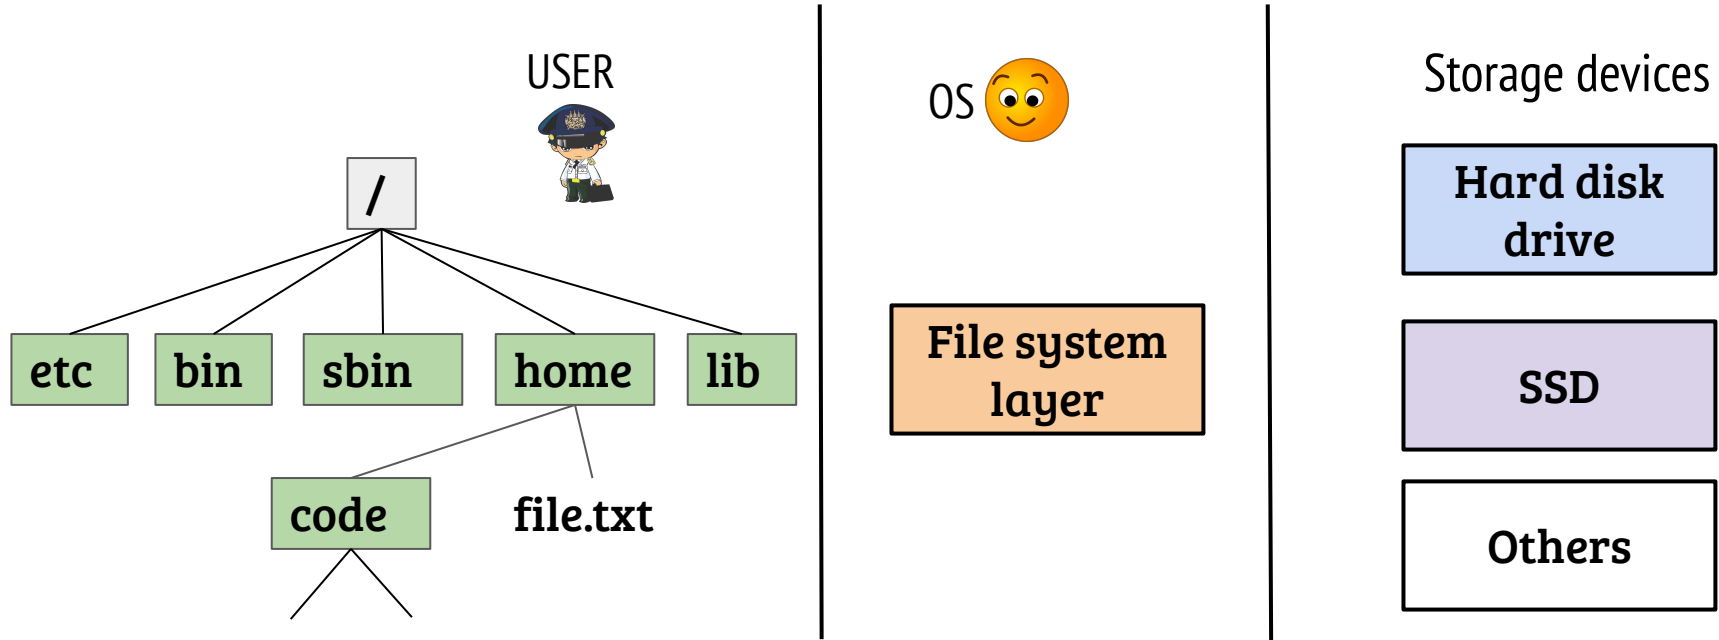 USER
/
etc
bin
sbin
home
lib
code
file.txt
OS
File system
layer
Storage devices
Hard disk
drive
SSD
Others